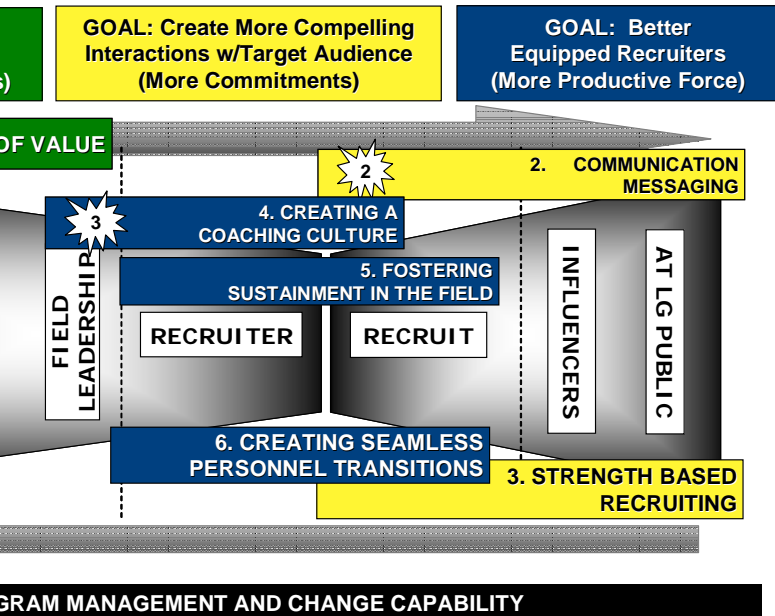 GOAL: Create More Compelling
Interactions w/Target Audience
(More Commitments)
GOAL: Better
Equipped Recruiters
(More Productive Force)
s)
OF VALUE
2
2. COMMUNICATION
MESSAGING
3
4. CREATING A
COACHING CULTURE
5. FOSTERING
SUSTAINMENT IN THE FIELD
FIELD
LEADERSHIP
RECRUITER
RECRUIT
INFLUENCERS
AT LG PUBLIC
6. CREATING SEAMLESS
PERSONNEL TRANSITIONS
3. STRENGTH BASED
RECRUITING
GRAM MANAGEMENT AND CHANGE CAPABILITY